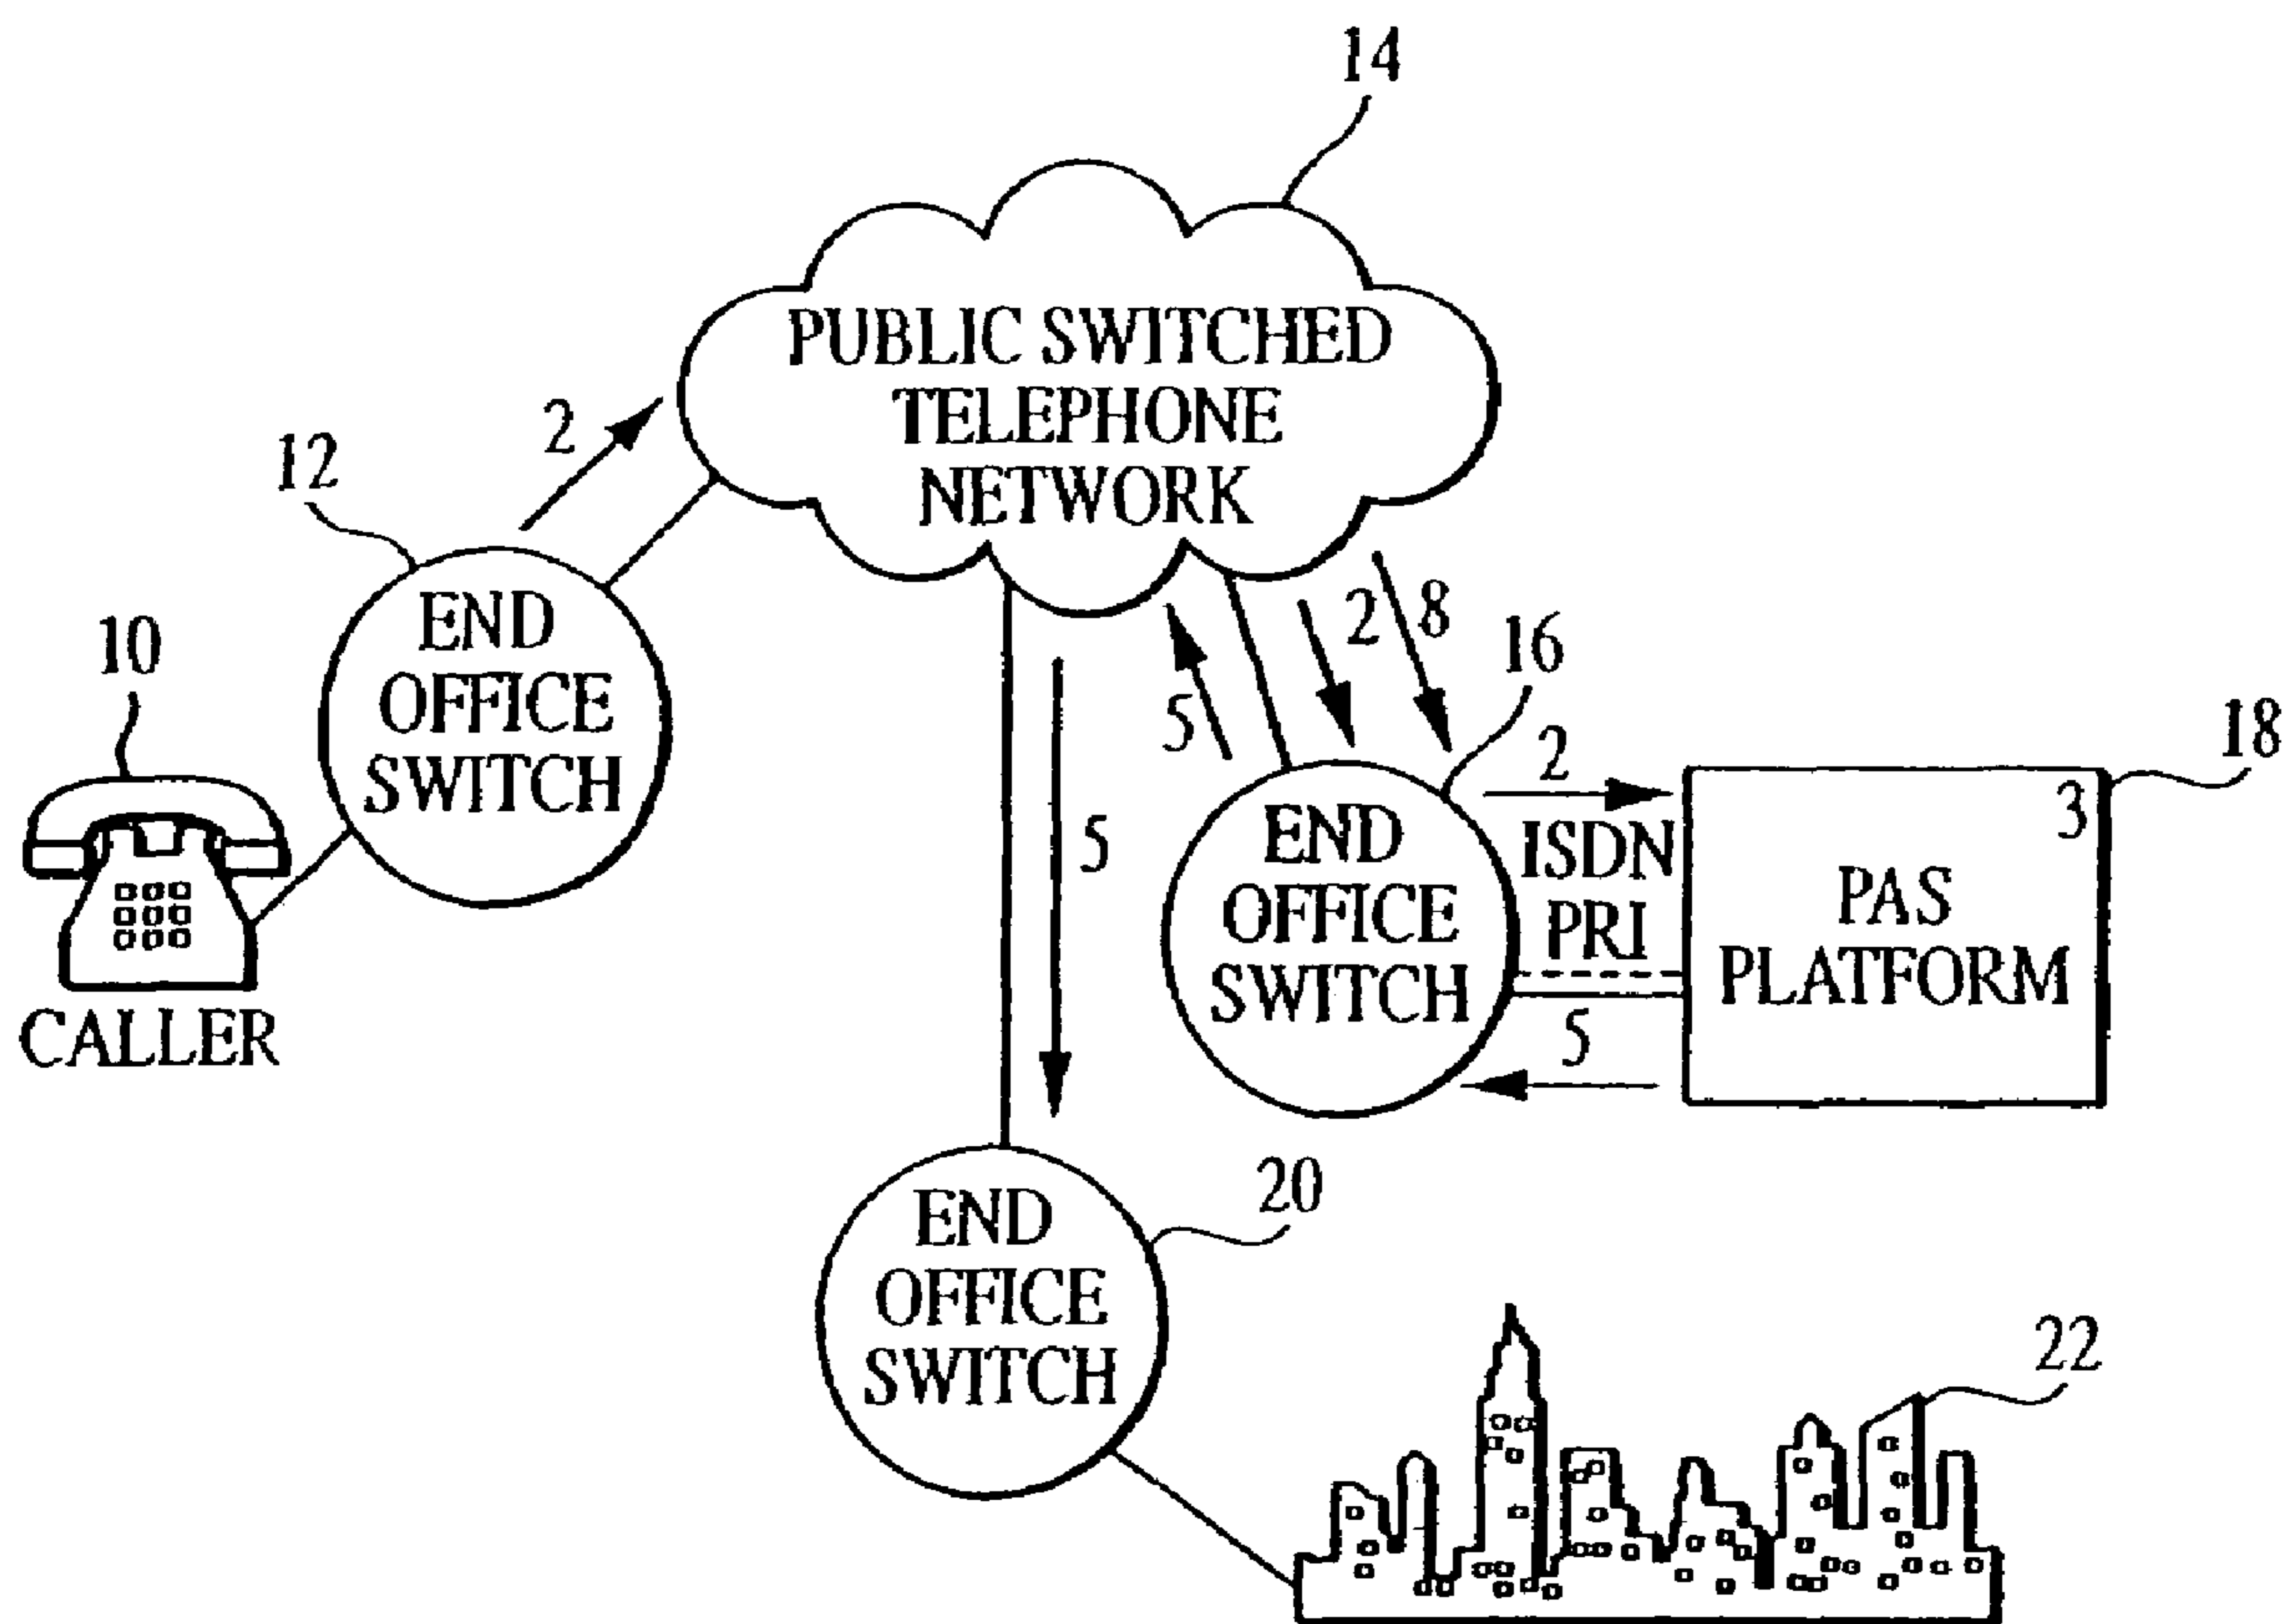 14
PUBLIC SWITCHED
TELEPHONE
NETWORK
2
12
END
OFFICE
SWITCH
10
CALLER
5
5
2
8
16
END
OFFICE
SWITCH
2
ISDN
PRI
5
18
3
PAS
PLATFORM
20
END
OFFICE
SWITCH
22